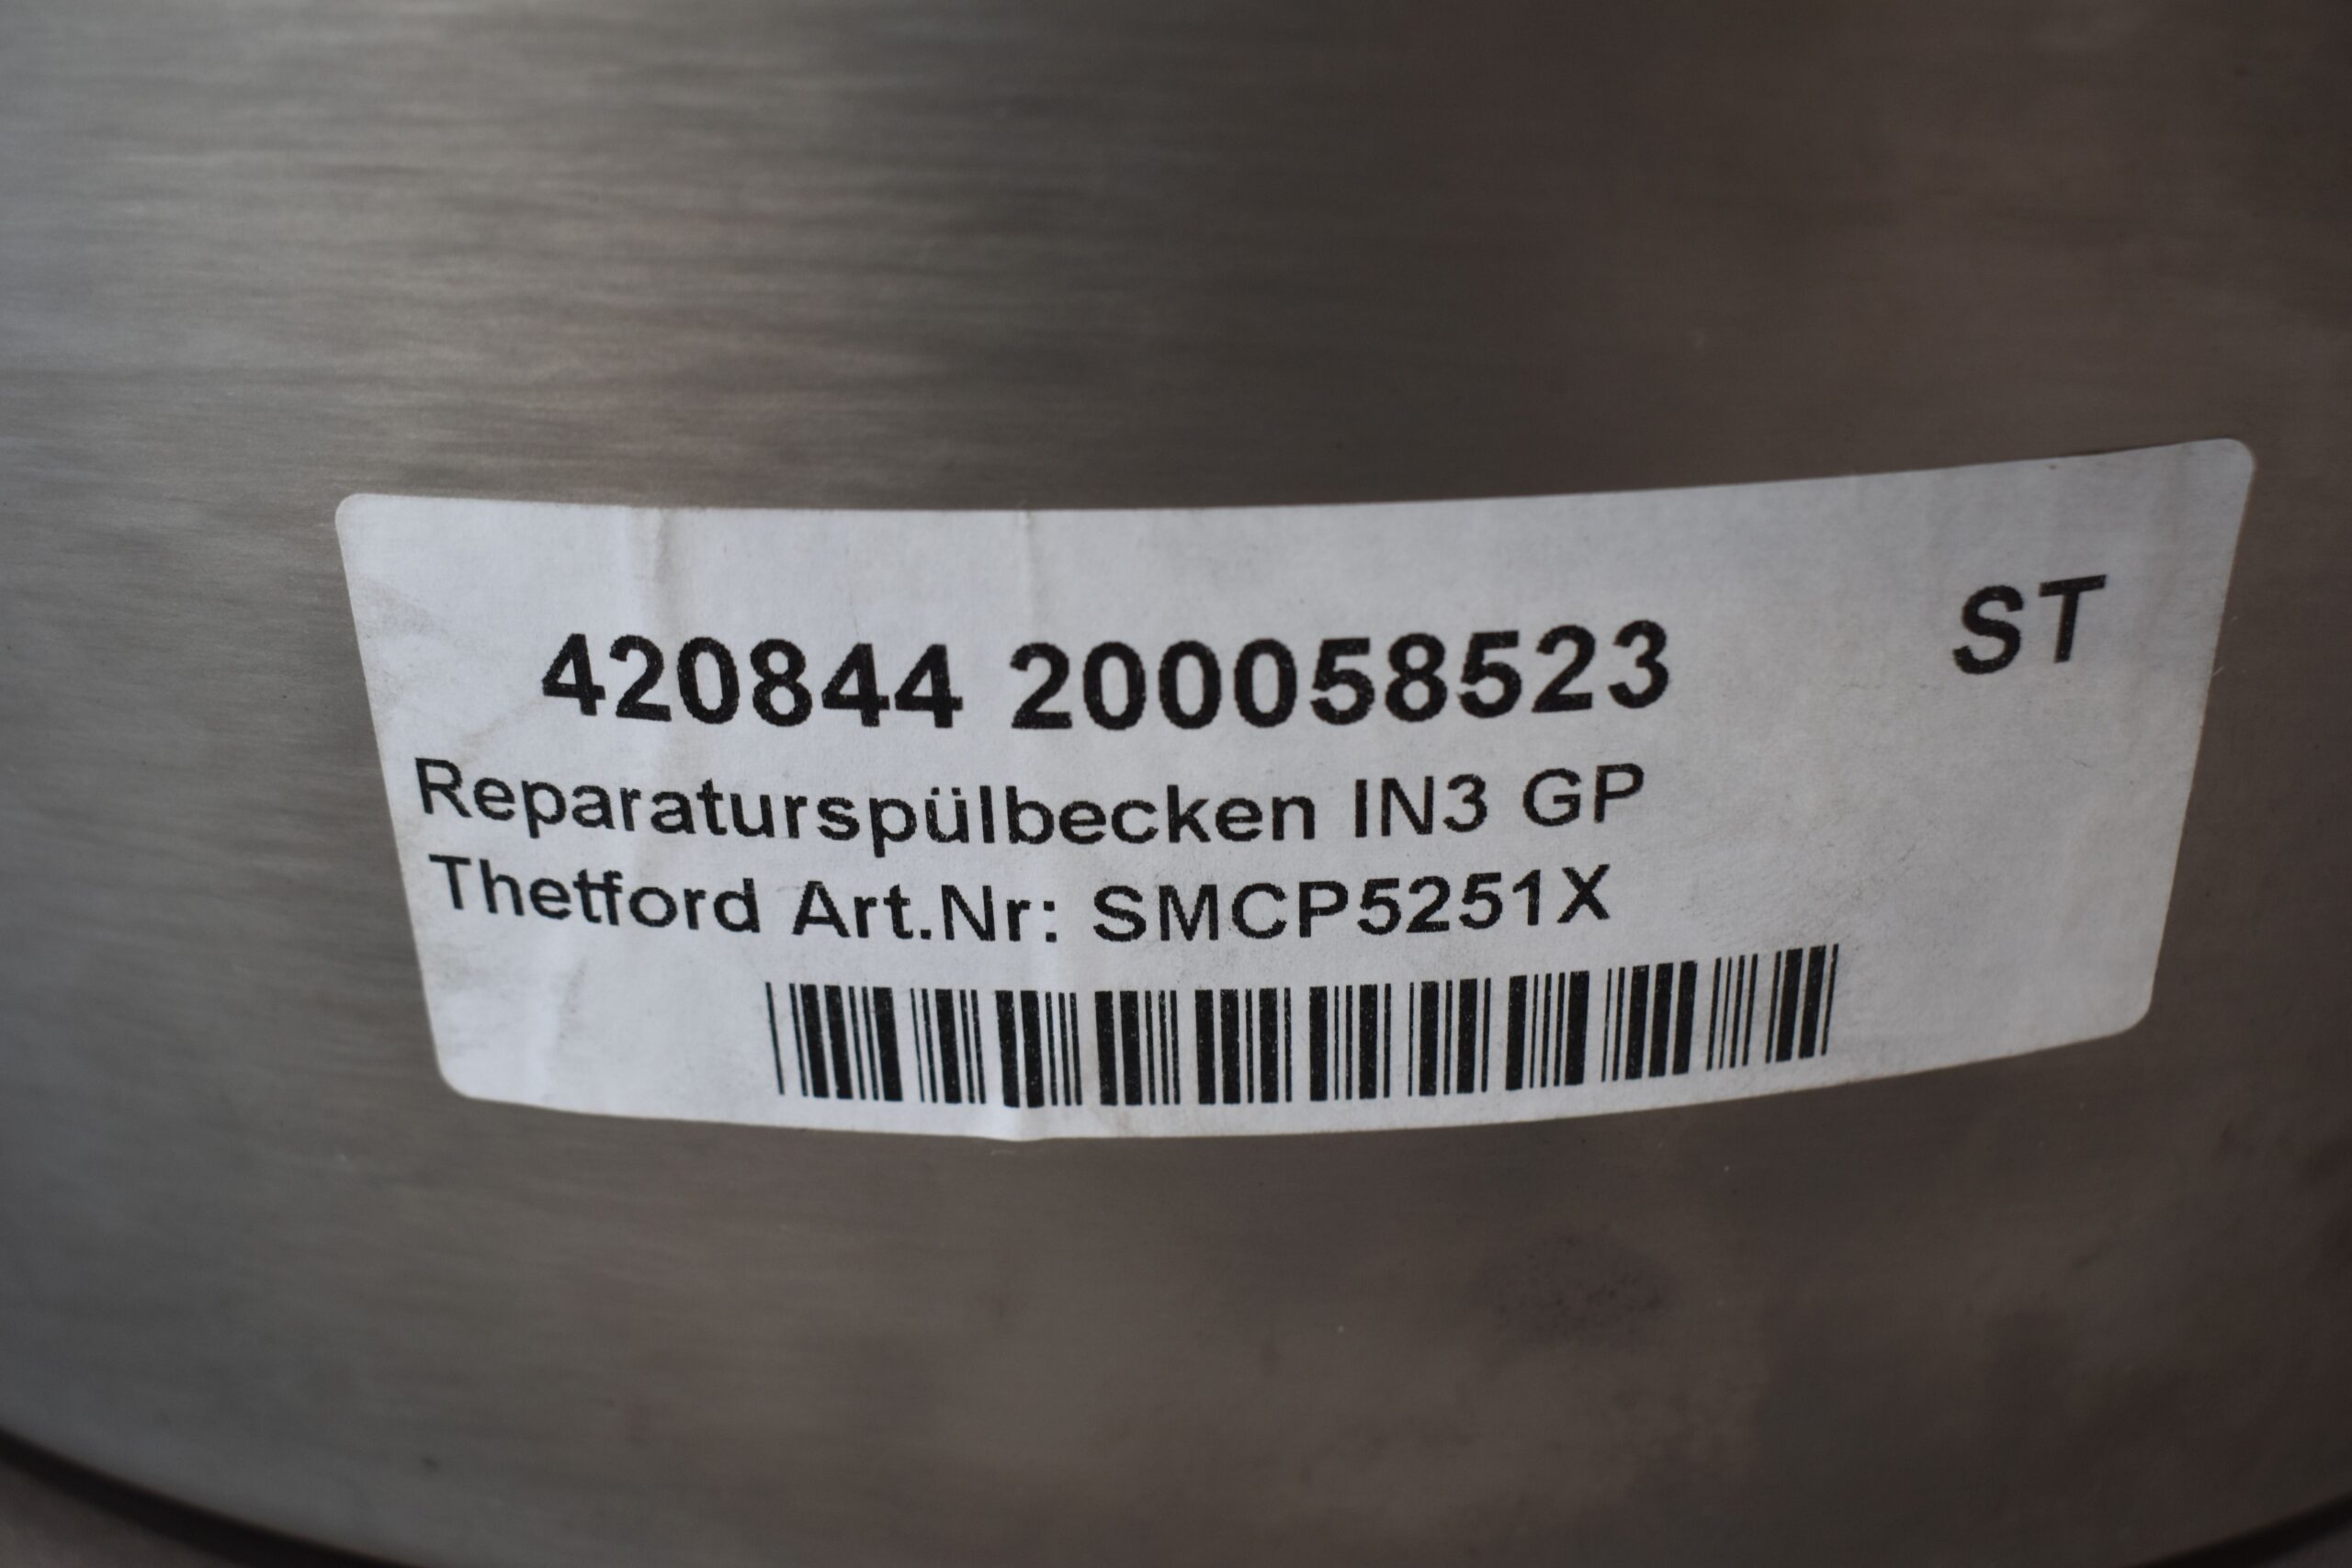 420844 200058523 ST
Reparaturspülbecken IN3 GP
Thetford Art.Nr: SMCP5251X